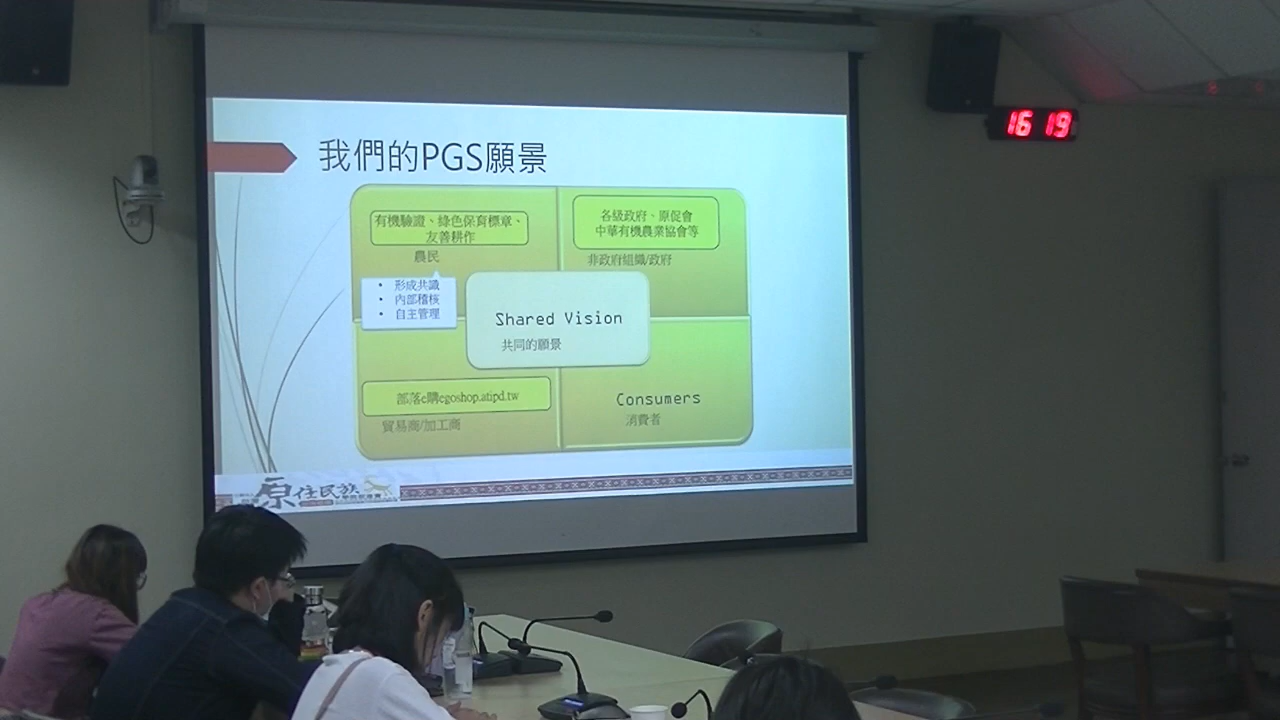 16 19
我們的PGS願景
有機驗證、綠色保育標章、
友善耕作
農民
• 形成共識
• 內部稽核
• 自主管理
各級政府、原促會
中華有機農業協會等
非政府組織/政府
Shared Vision
共同的願景
部落e購egoshop.atipd.tw
貿易商/加工商
Consumers
消費者
原住民族